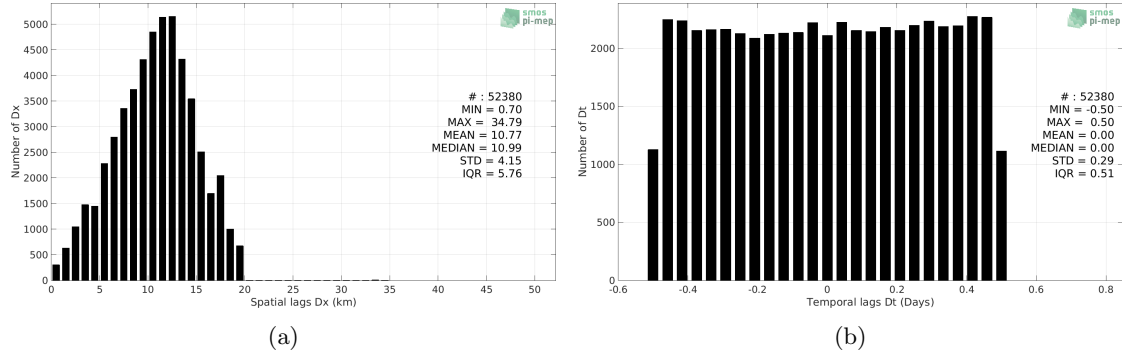 smos
pi-mep
5000
4500
4000
3500
3000
2500
2000
1500
1000
500
0
Number of Dx
# : 52380
MIN = 0.70
MAX = 34.79
MEAN = 10.77
MEDIAN = 10.99
STD = 4.15
IQR = 5.76
0 5 10 15 20 25 30 35 40 45 50
Spatial lags Dx (km)
(a)
smos
pi-mep
2000
1500
1000
500
0
Number of Dt
# : 52380
MIN = -0.50
MAX = 0.50
MEAN = 0.00
MEDIAN = 0.00
STD = 0.29
IQR = 0.51
-0.6 -0.4 -0.2 0 0.2 0.4 0.6 0.8
Temporal lags Dt (Days)
(b)